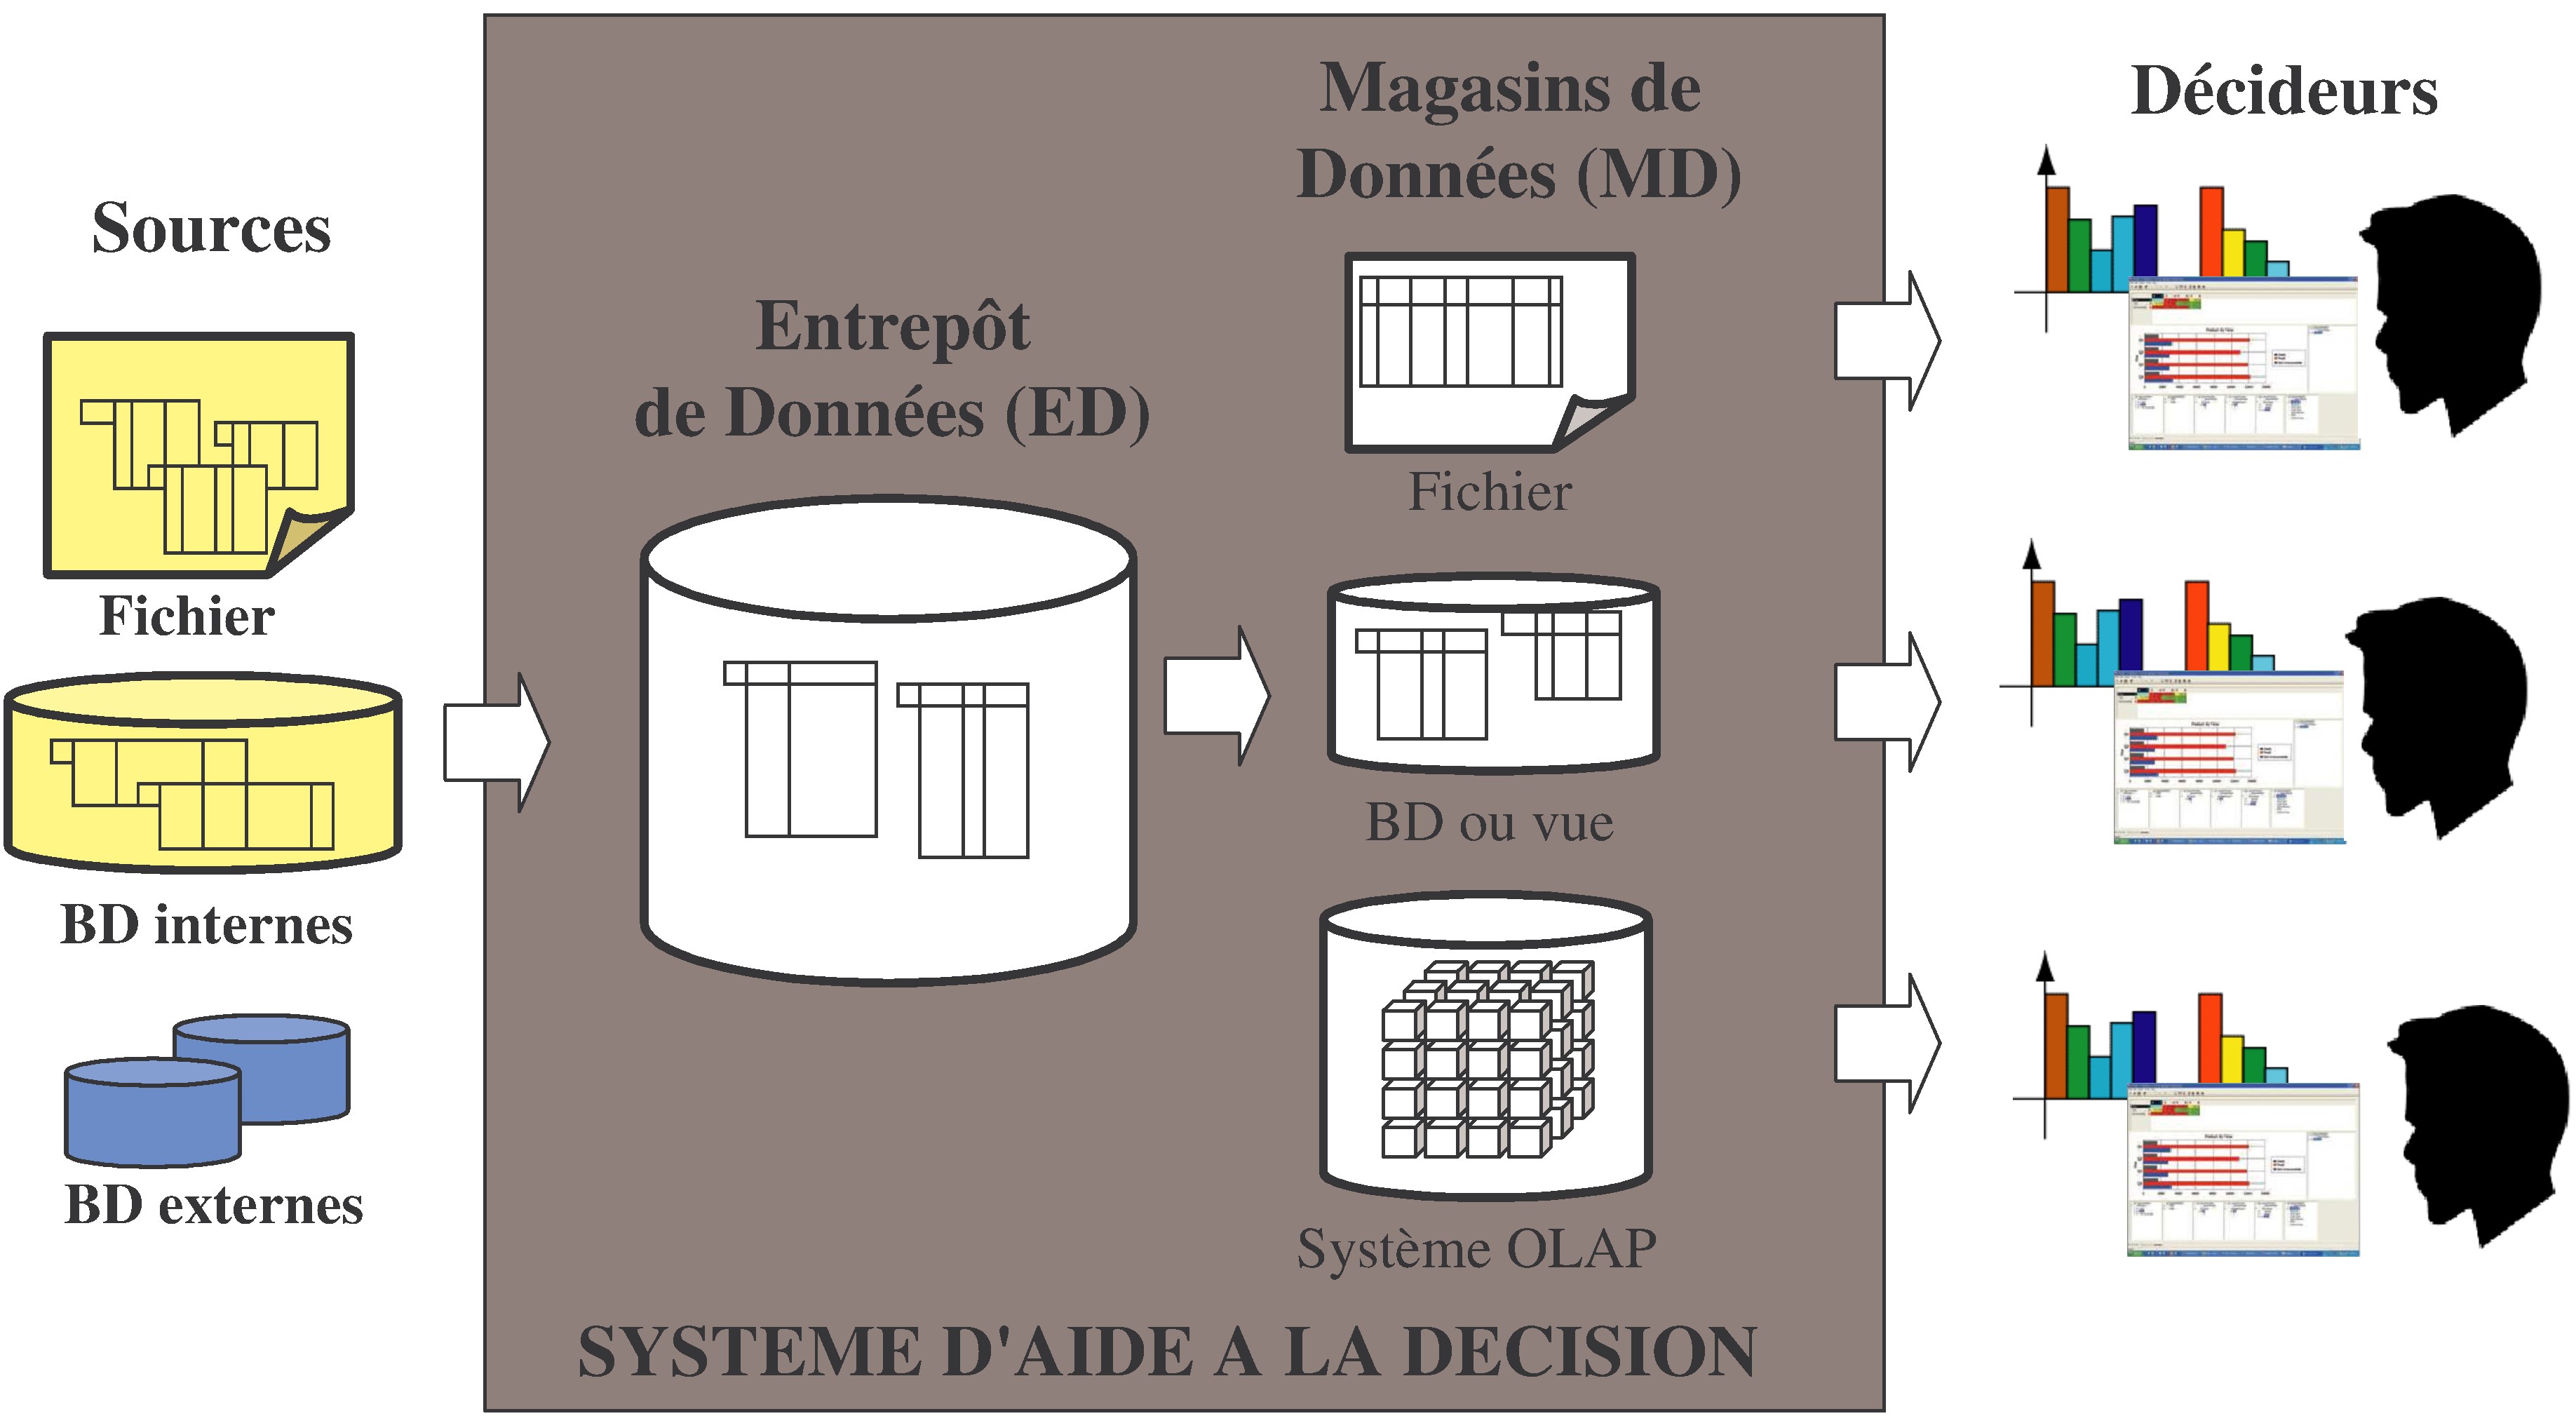 Sources
Fichier
BD internes
BD externes
Entrepôt
de Données (ED)
Magasins de
Données (MD)
Fichier
BD ou vue
Système OLAP
SYSTEME D'AIDE A LA DECISION
Décideurs